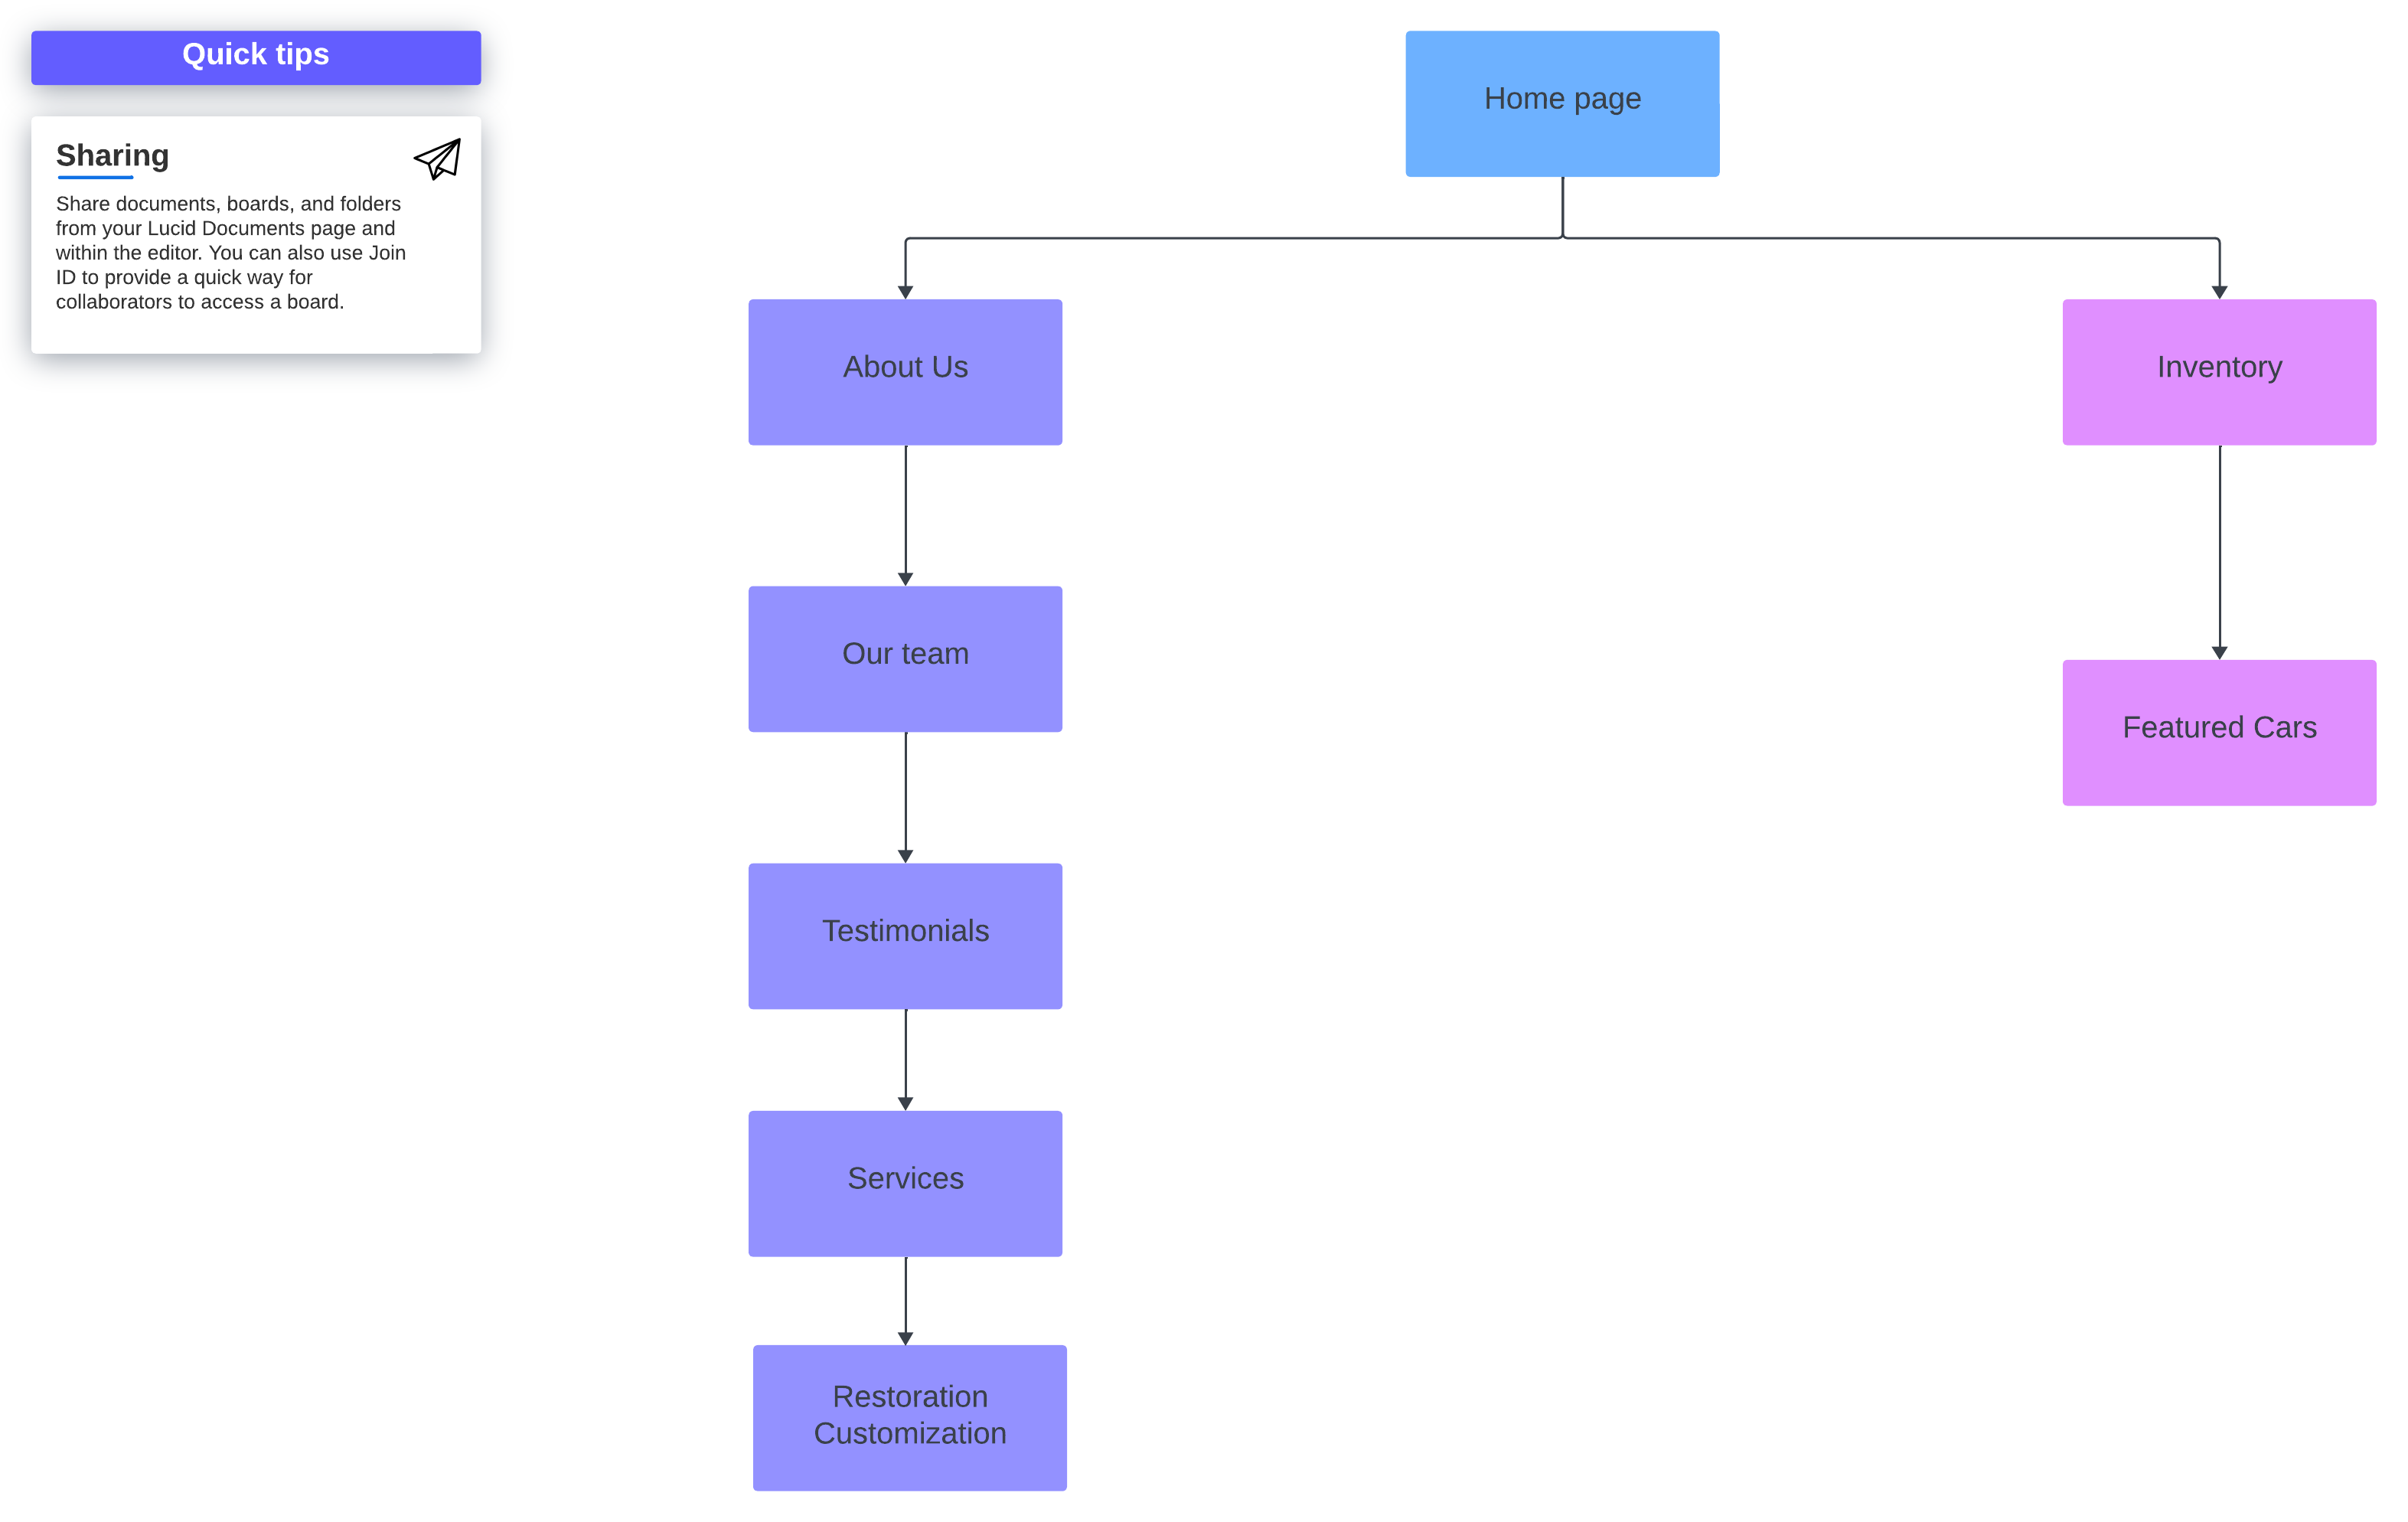 Quick tips
Sharing
Share documents, boards, and folders
from your Lucid Documents page and
within the editor. You can also use Join
ID to provide a quick way for
collaborators to access a board.
Home page
About Us
Inventory
Our team
Featured Cars
Testimonials
Services
Restoration
Customization